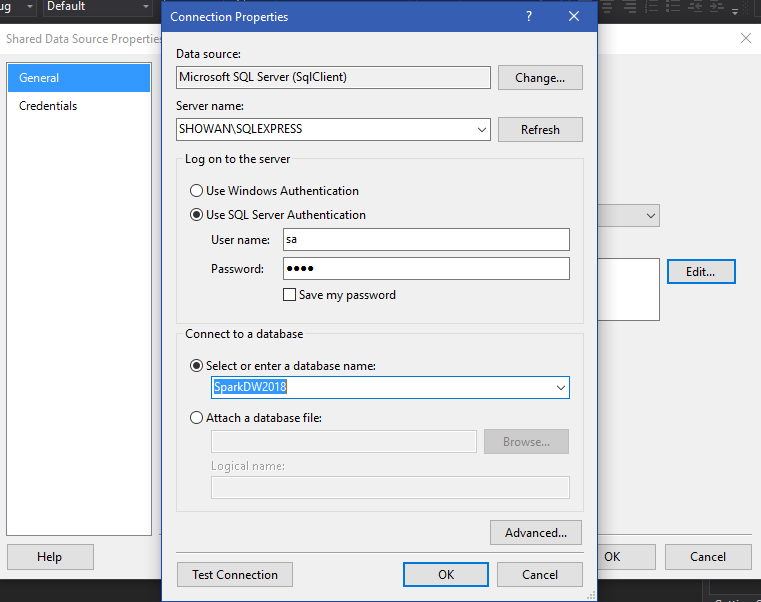 ug
Default
Connection Properties
?
Shared Data Source Propertie
General
Credentials
Data source:
Microsoft SQL Server (SqlClient)
Change...
Server name:
SHOWAN\SQLEXPRESS
Refresh
Log on to the server
Use Windows Authentication
Use SQL Server Authentication
User name:
sa
Password:
●●●●
Save my password
Edit...
Connect to a database
Select or enter a database name:
SparkDW2018
Attach a database file:
Browse...
Logical name:
Advanced...
Help
Test Connection
OK
Cancel
OK
Cancel